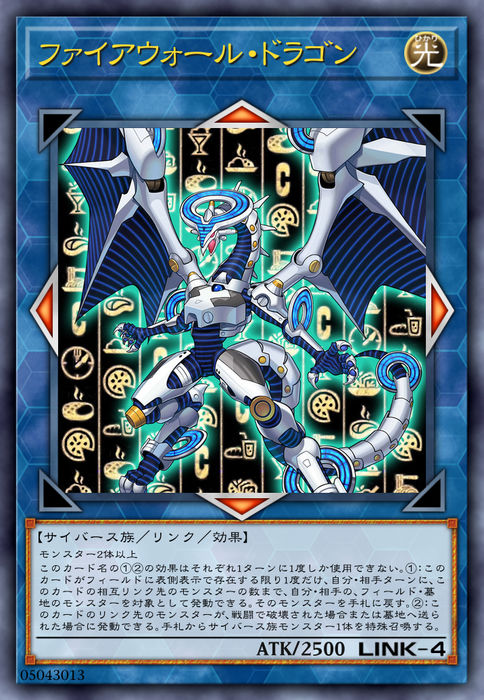 ファイアウォール・ドラゴン
ひかり
光
C
C
C
【サイバース族／リンク／効果】
モンスター2体以上
このカード名の①②の効果はそれぞれ1ターンに1度しか使用できない。①：この
カードがフィールドに表側表示で存在する限り1度だけ、自分・相手ターンに、こ
のカードの相互リンク先のモンスターの数まで、自分・相手の、フィールド・墓
地のモンスターを対象として発動できる。そのモンスターを手札に戻す。②：こ
のカードのリンク先のモンスターが、戦闘で破壊された場合または墓地へ送ら
れた場合に発動できる。手札からサイバース族モンスター1体を特殊召喚する。
ATK/2500 LINK-4
05043013